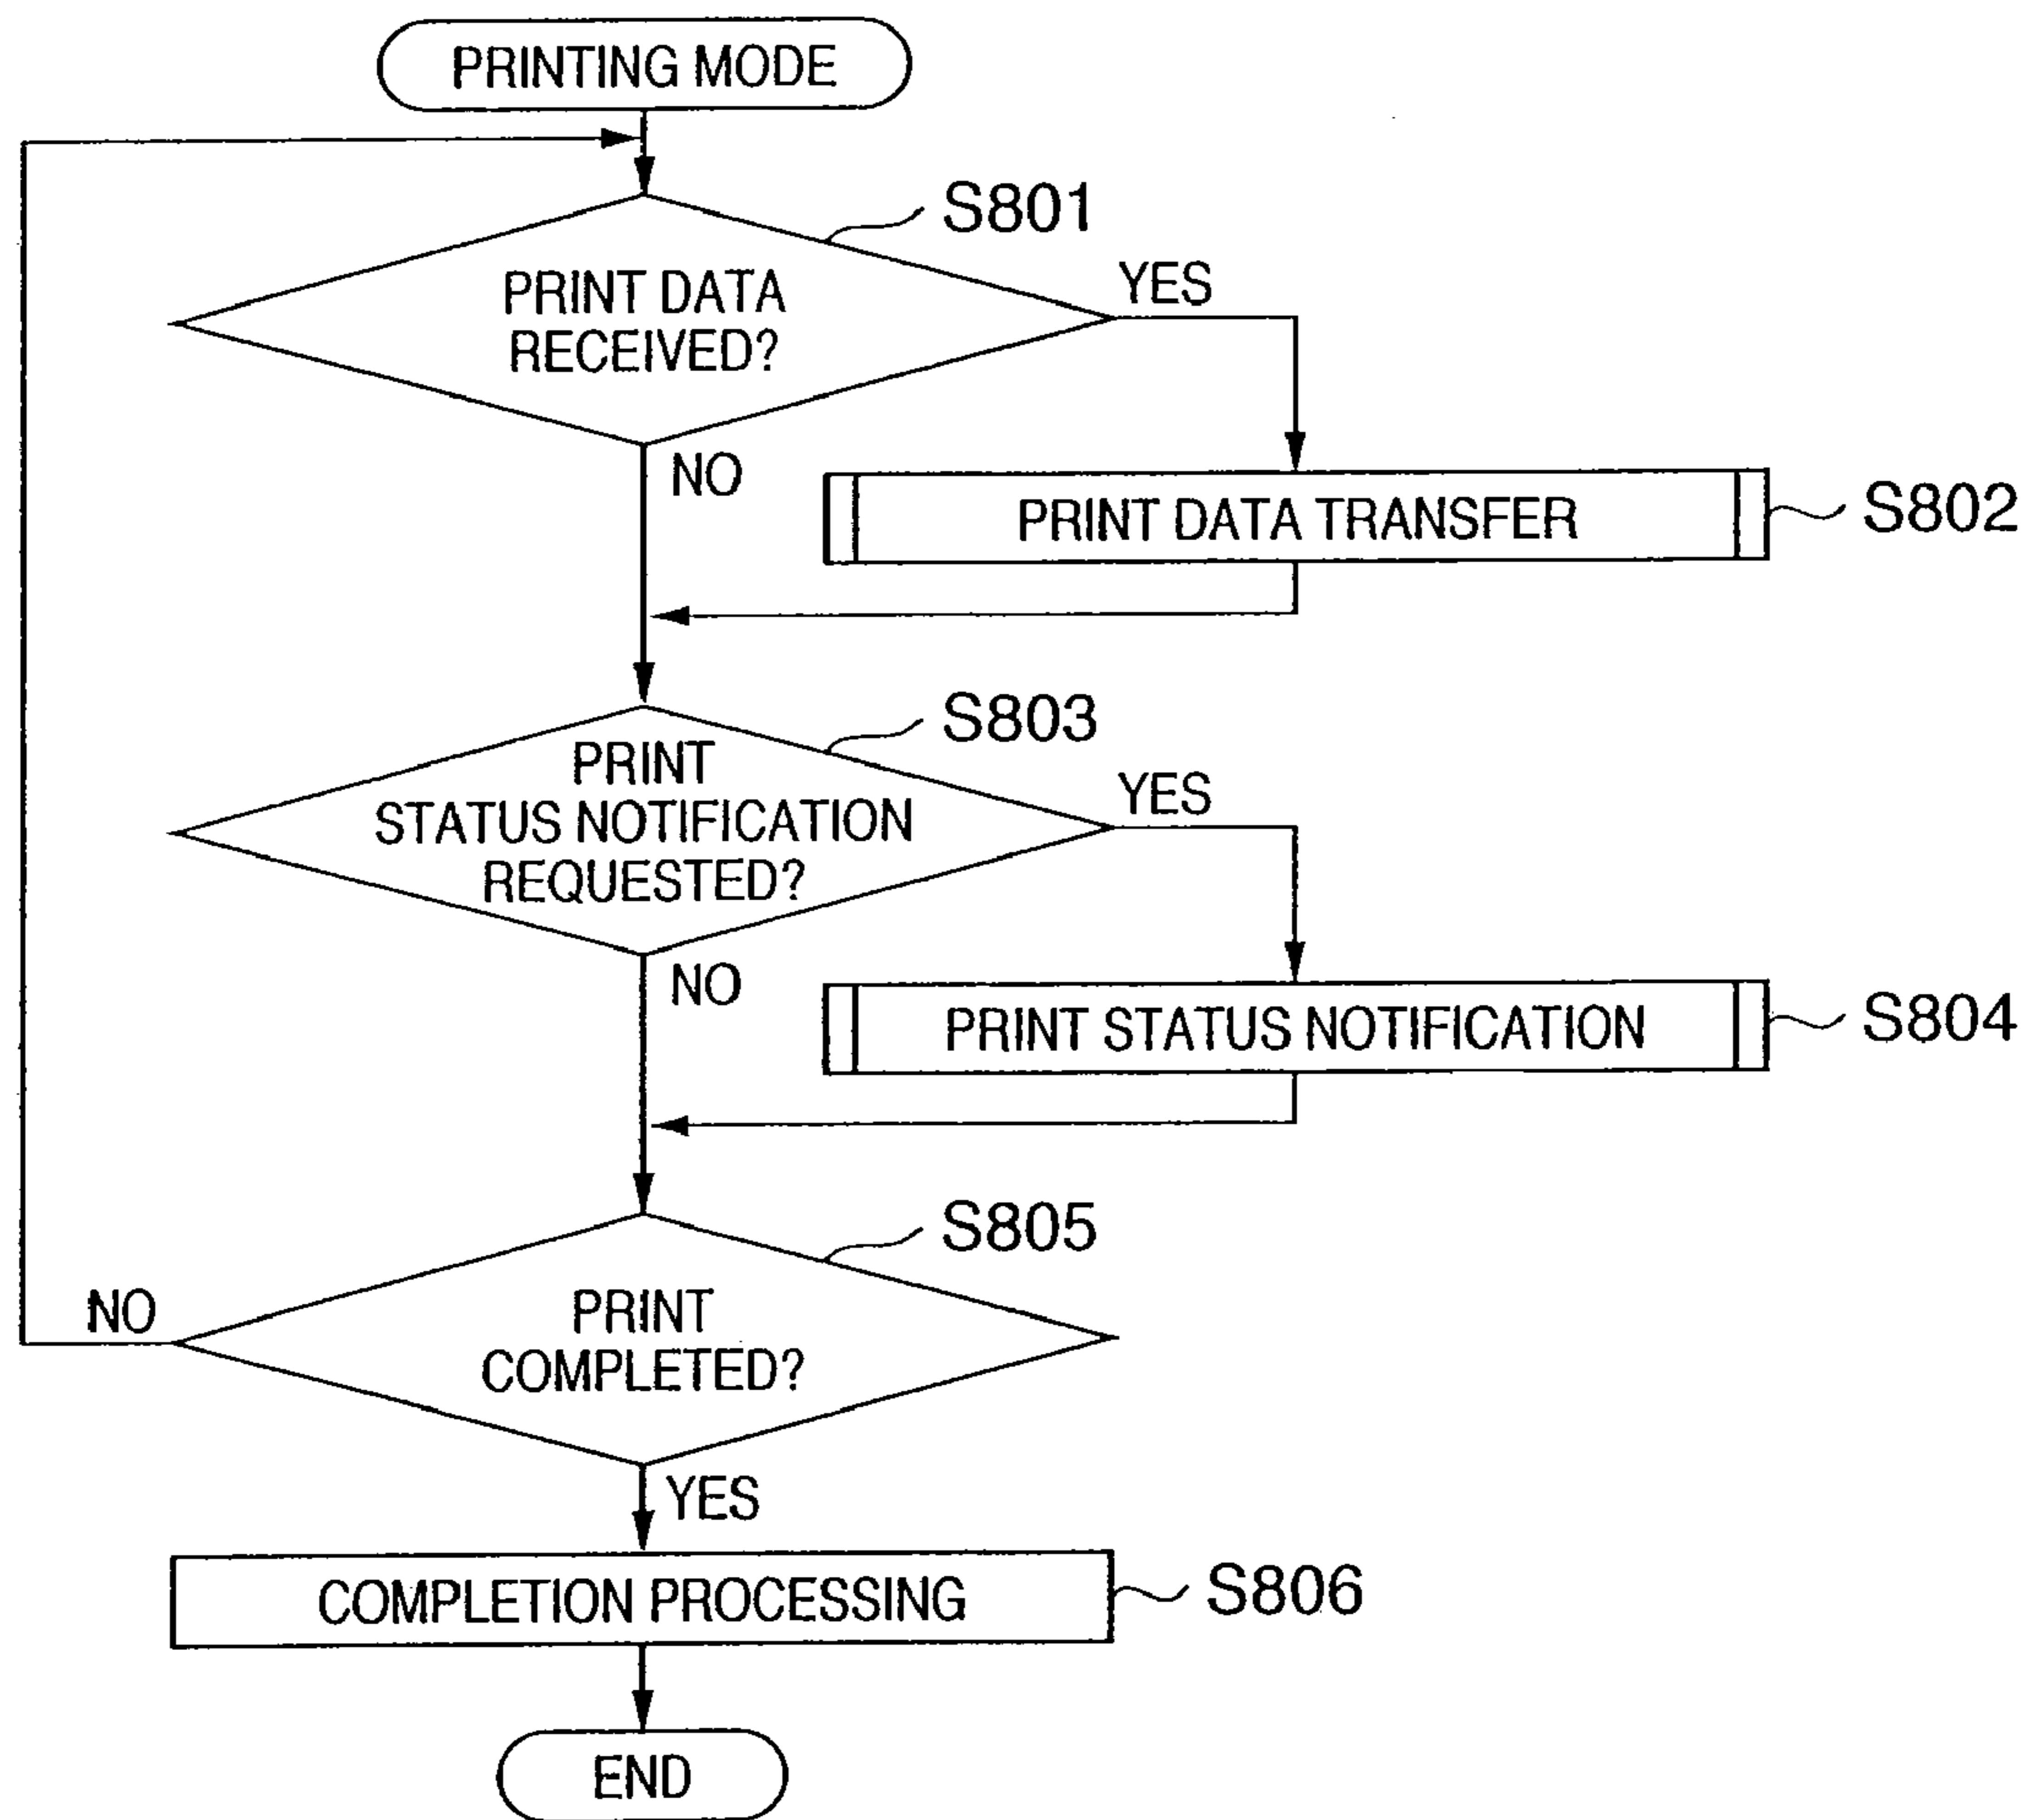 PRINTING MODE
S801
PRINT DATA
RECEIVED?
YES
NO
PRINT DATA TRANSFER
S802
S803
PRINT
STATUS NOTIFICATION
REQUESTED?
YES
NO
PRINT STATUS NOTIFICATION
S804
S805
PRINT
COMPLETED?
NO
YES
COMPLETION PROCESSING
S806
END